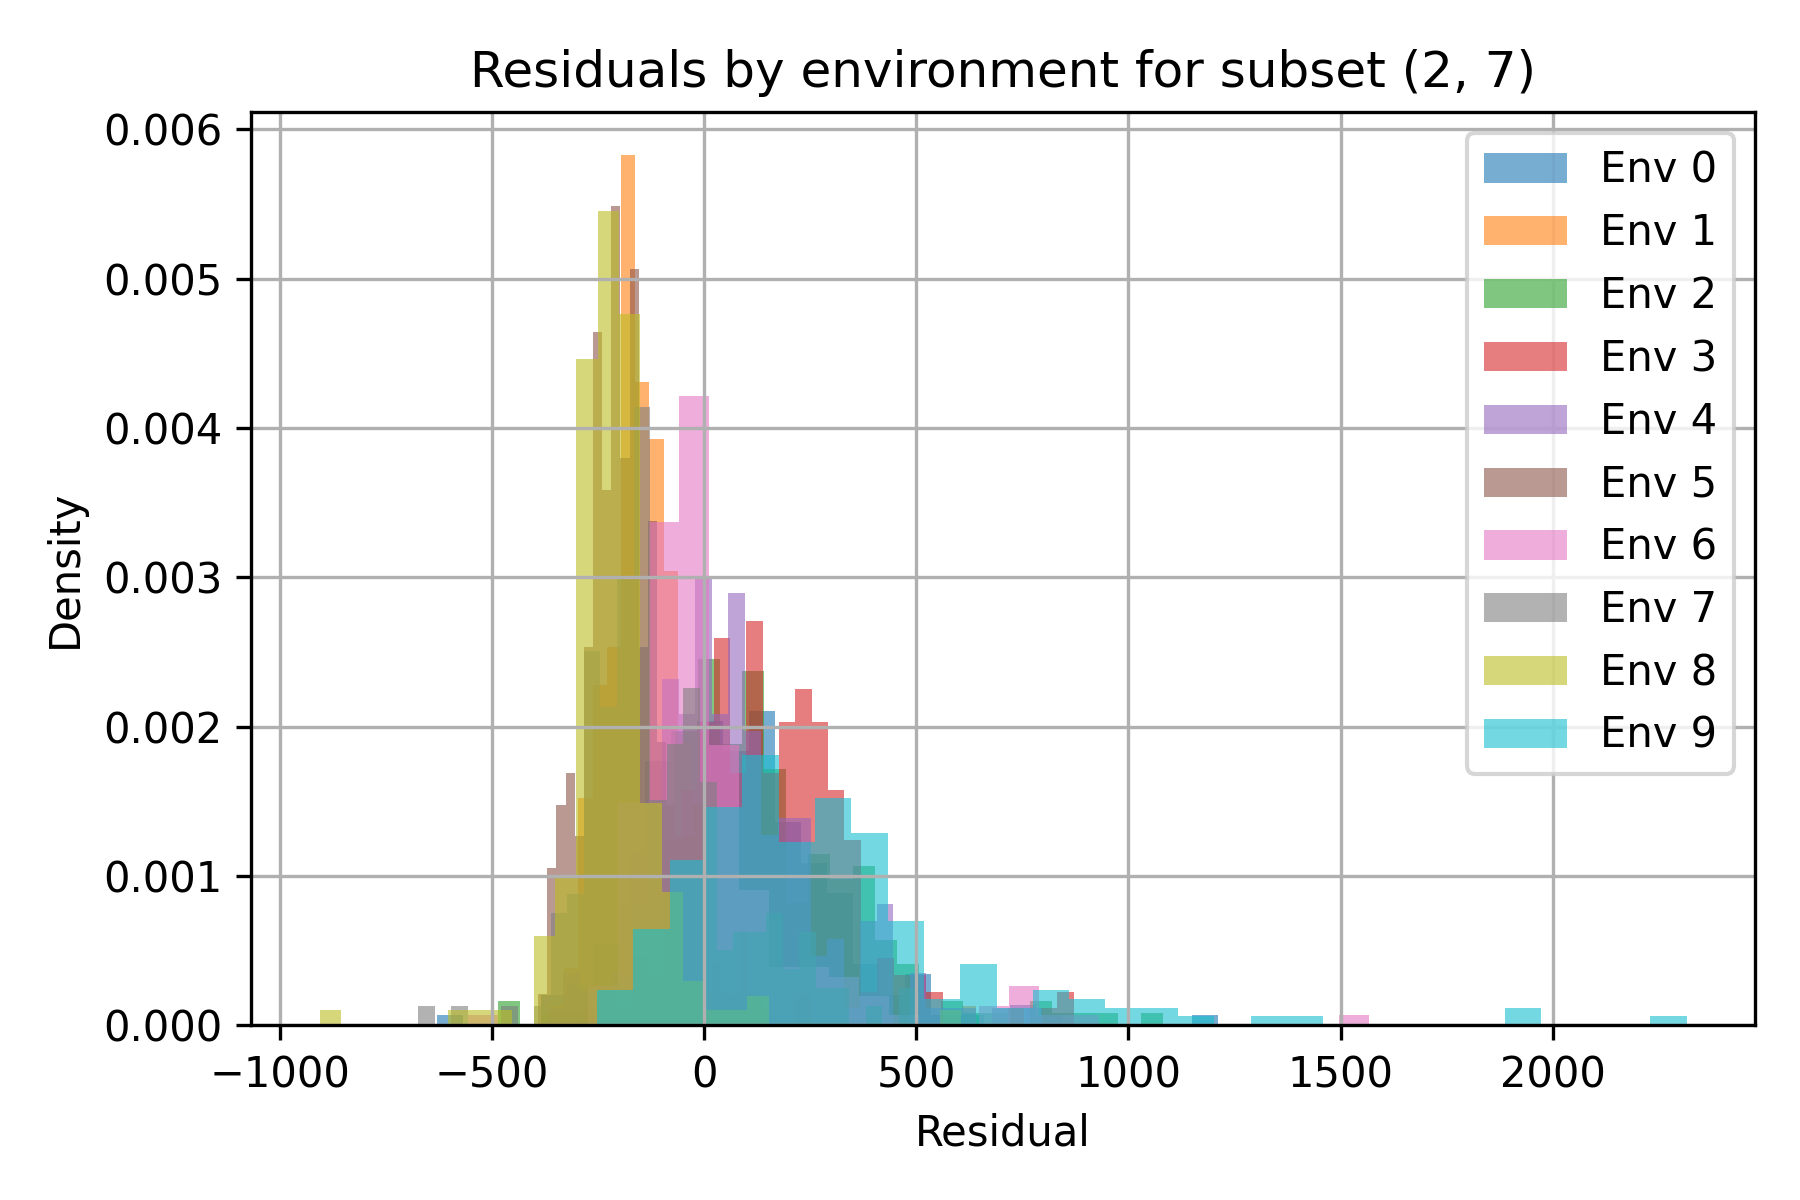 Residuals by environment for subset (2, 7)
0.006
0.005
0.004
0.003
0.002
0.001
0.000
Density
−1000
−500
0
500
1000
1500
2000
Residual
Env 0
Env 1
Env 2
Env 3
Env 4
Env 5
Env 6
Env 7
Env 8
Env 9